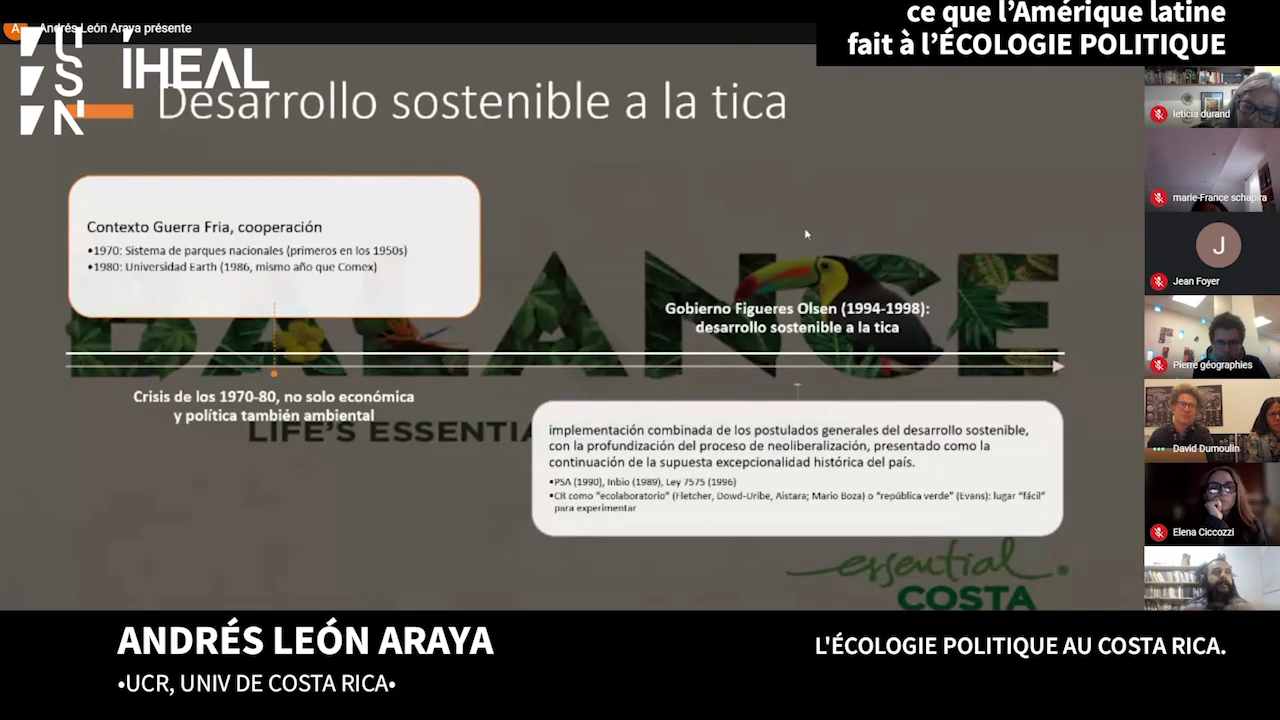 ce que l'Amérique latine
fait à l'ÉCOLOGIE POLITIQUE
A
Andrés León Araya présente
USN
IHEAL
Desarrollo sostenible a la tica
Contexto Guerra Fria, cooperación
•1970: Sistema de parques nacionales (primeros en los 1950s)
•1980: Universidad Earth (1986, mismo año que Comex)
BALANCE
Gobierno Figueres Olsen (1994-1998):
desarrollo sostenible a la tica
Crisis de los 1970-80, no solo económica
y política también ambiental
LIFE'S ESSENTIA
implementación combinada de los postulados generales del desarrollo sostenible,
con la profundización del proceso de neoliberalización, presentado como la
continuación de la supuesta excepcionalidad histórica del país.
•PSA (1990), Inbio (1989), Ley 7575 (1996)
•CR como "ecolaboratorio" (Fletcher, Dowd-Uribe, Aistara; Mario Boza) o "república verde" (Evans): lugar "fácil"
para experimentar
essential
COSTA
leticia durand
marie-France schapira
J
Jean Foyer
Pierre géographies
David Dumoulin
Elena Ciccozzi
ANDRÉS LEÓN ARAYA
•UCR, UNIV DE COSTA RICA•
L'ÉCOLOGIE POLITIQUE AU COSTA RICA.